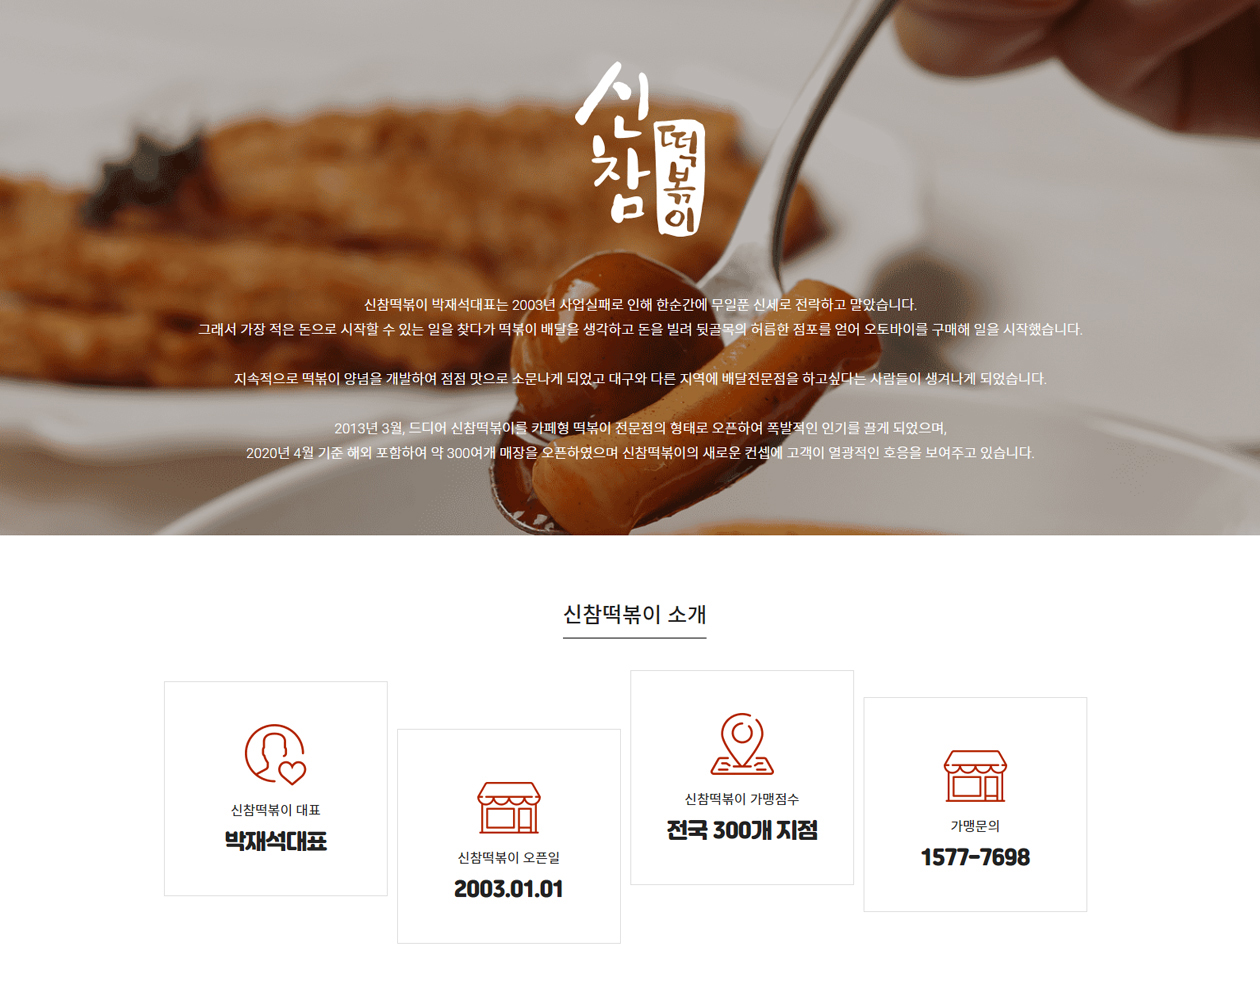 신참
떡볶이
신참떡볶이 박재석대표는 2003년 사업실패로 인해 한순간에 무일푼 신세로 전락하고 말았습니다.
그래서 가장 적은 돈으로 시작할 수 있는 일을 찾다가 떡볶이 배달을 생각하고 돈을 빌려 뒷골목의 허름한 점포를 얻어 오토바이를 구매해 일을 시작했습니다.
지속적으로 떡볶이 양념을 개발하여 점점 맛으로 소문나게 되었고 대구와 다른 지역에 배달전문점을 하고싶다는 사람들이 생겨나게 되었습니다.
2013년 3월, 드디어 신참떡볶이를 카페형 떡볶이 전문점의 형태로 오픈하여 폭발적인 인기를 끌게 되었으며,
2020년 4월 기준 해외 포함하여 약 300여개 매장을 오픈하였으며 신참떡볶이의 새로운 컨셉에 고객이 열광적인 호응을 보여주고 있습니다.
신참떡볶이 소개
신참떡볶이 대표
박재석대표
신참떡볶이 오픈일
2003.01.01
신참떡볶이 가맹점수
전국 300개 지점
가맹문의
1577-7698